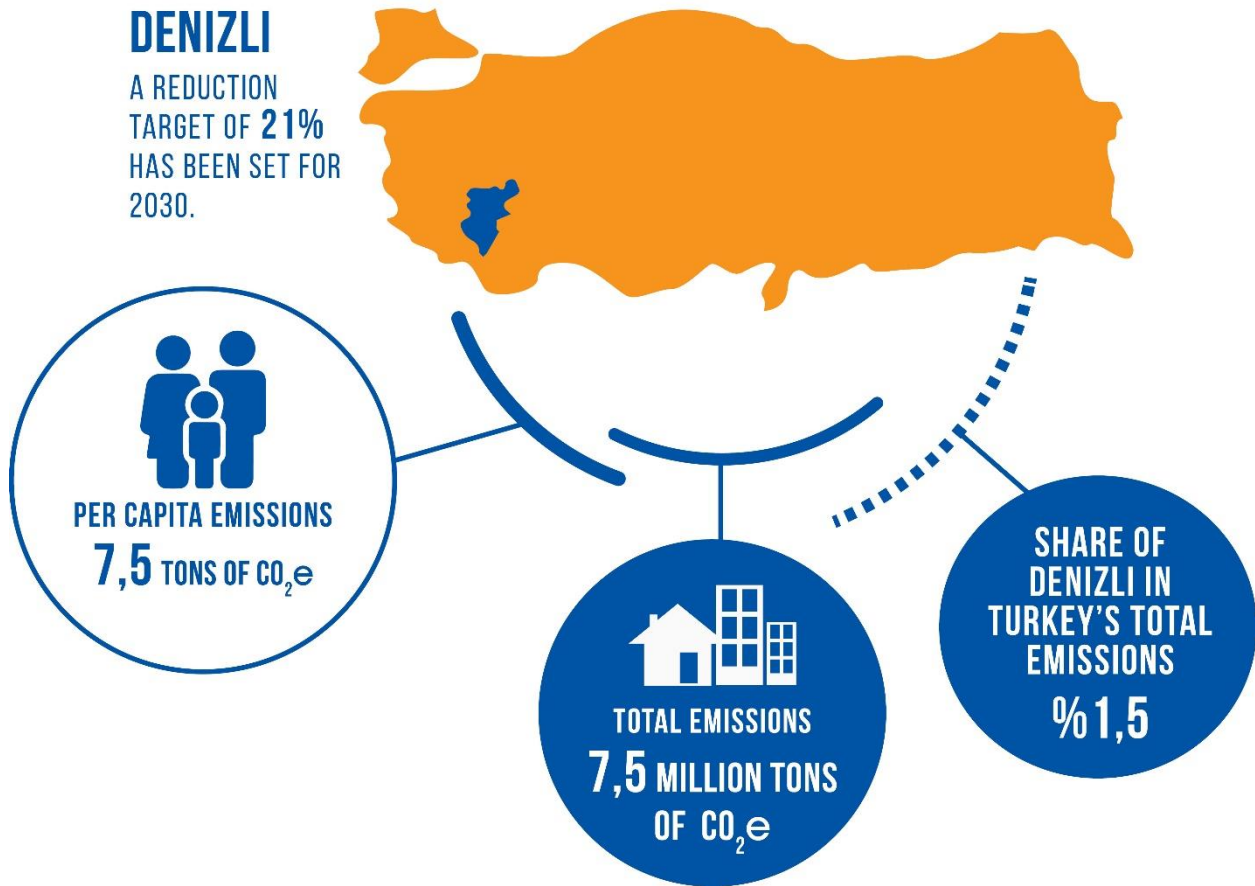 DENIZLI
A REDUCTION
TARGET OF 21%
HAS BEEN SET FOR
2030.
PER CAPITA EMISSIONS
7,5 TONS OF CO₂e
TOTAL EMISSIONS
7,5 MILLION TONS
OF CO₂e
SHARE OF
DENIZLI IN
TURKEY'S TOTAL
EMISSIONS
%1,5